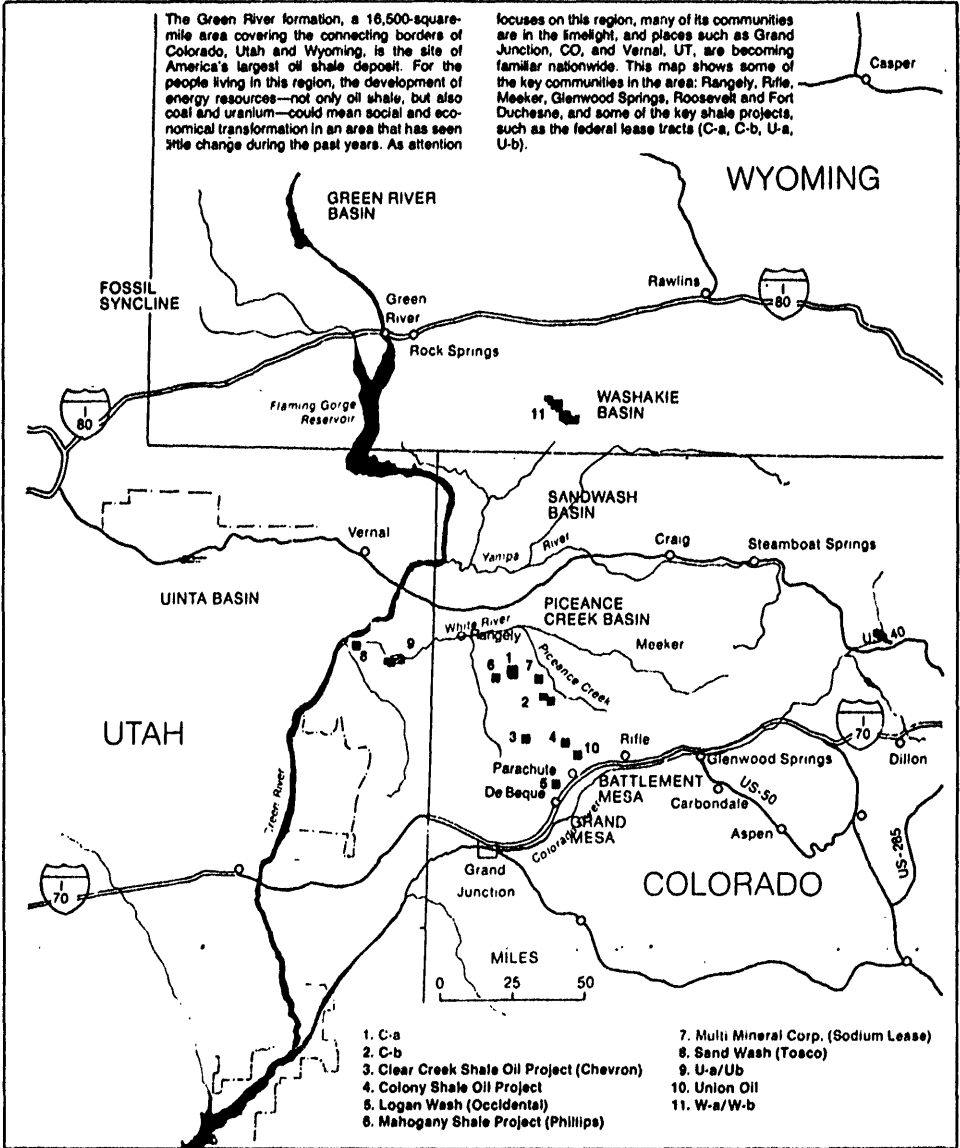 The Green River formation, a 16,500-square-
mile area covering the connecting borders of
Colorado, Utah and Wyoming, is the site of
America's largest oil shale deposit. For the
people living in this region, the development of
energy resources—not only oil shale, but also
coal and uranium—could mean social and eco-
nomical transformation in an area that has seen
little change during the past years. As attention
focuses on this region, many of its communities
are in the limelight, and places such as Grand
Junction, CO, and Vernal, UT, are becoming
familiar nationwide. This map shows some of
the key communities in the area: Rangely, Rifle,
Meeker, Glenwood Springs, Roosevelt and Fort
Duchesne, and some of the key shale projects,
such as the federal lease tracts (C-a, C-b, U-a,
U-b).
Casper
WYOMING
GREEN RIVER
BASIN
FOSSIL
SYNCLINE
Green
River
Rock Springs
Rawlins
I
80
I
80
Flaming Gorge
Reservoir
11
WASHAKIE
BASIN
SANDWASH
BASIN
Vernal
Yampa River
Craig
Steamboat Springs
UINTA BASIN
PICEANCE
CREEK BASIN
White River
Rangely
Meeker
US 40
8
9
6
1
7
2
Piceance Creek
UTAH
3
4
10
Rifle
I
70
Dillon
Parachute
5
De Beque
Glenwood Springs
BATTLEMENT
MESA
Carbondale
US-50
Aspen
GRAND
MESA
Colorado River
Green River
Grand
Junction
I
70
COLORADO
US-285
MILES
0 25 50
1. C-a
2. C-b
3. Clear Creek Shale Oil Project (Chevron)
4. Colony Shale Oil Project
5. Logan Wash (Occidental)
6. Mahogany Shale Project (Phillips)
7. Multi Mineral Corp. (Sodium Lease)
8. Sand Wash (Tosco)
9. U-a/Ub
10. Union Oil
11. W-a/W-b